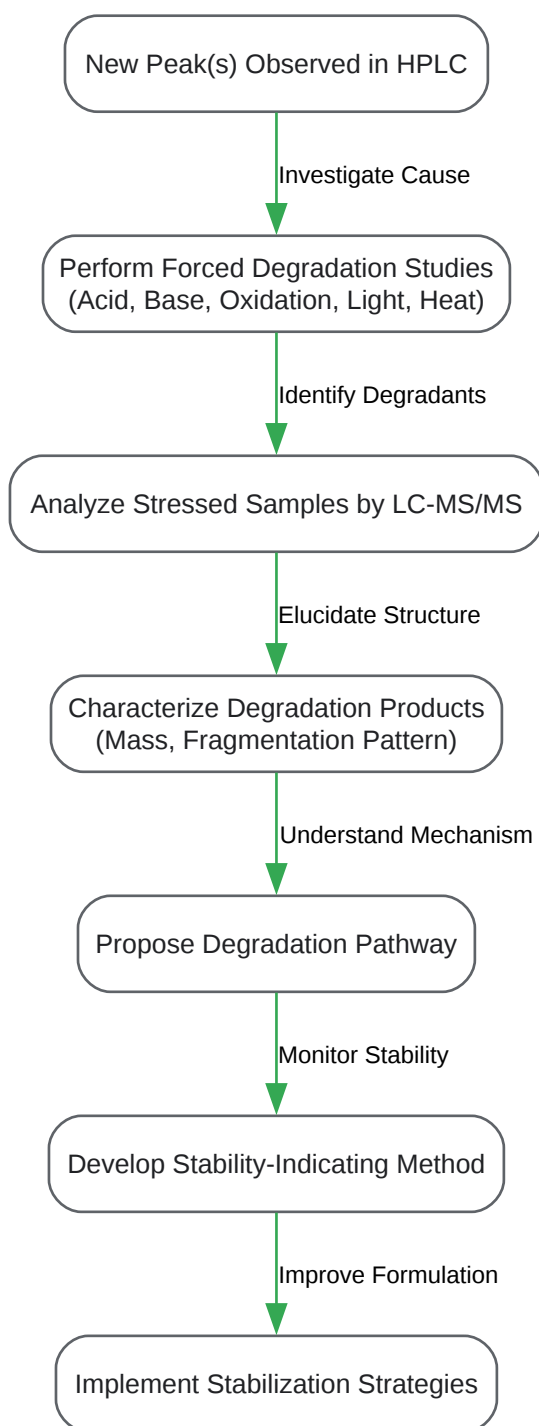 New Peak(s) Observed in HPLC
Investigate Cause
Perform Forced Degradation Studies
(Acid, Base, Oxidation, Light, Heat)
Identify Degradants
Analyze Stressed Samples by LC-MS/MS
Elucidate Structure
Characterize Degradation Products
(Mass, Fragmentation Pattern)
Understand Mechanism
Propose Degradation Pathway
Monitor Stability
Develop Stability-Indicating Method
Improve Formulation
Implement Stabilization Strategies